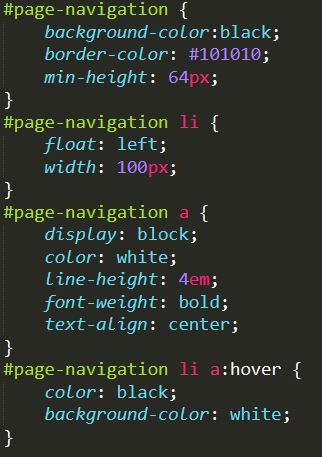 #page-navigation {
    background-color:black;
    border-color: #101010;
    min-height: 64px;
}
#page-navigation li {
    float: left;
    width: 100px;
}
#page-navigation a {
    display: block;
    color: white;
    line-height: 4em;
    font-weight: bold;
    text-align: center;
}
#page-navigation li a:hover {
    color: black;
    background-color: white;
}